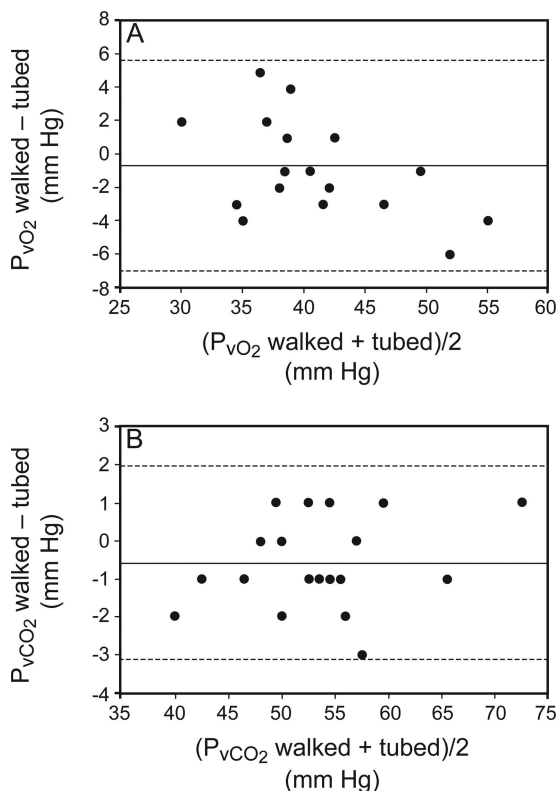 A
8
6
4
2
0
-2
-4
-6
-8
25 30 35 40 45 50 55 60
PvO2 walked – tubed
(mm Hg)
(PvO2 walked + tubed)/2
(mm Hg)
B
3
2
1
0
-1
-2
-3
-4
35 40 45 50 55 60 65 70 75
PvCO2 walked – tubed
(mm Hg)
(PvCO2 walked + tubed)/2
(mm Hg)